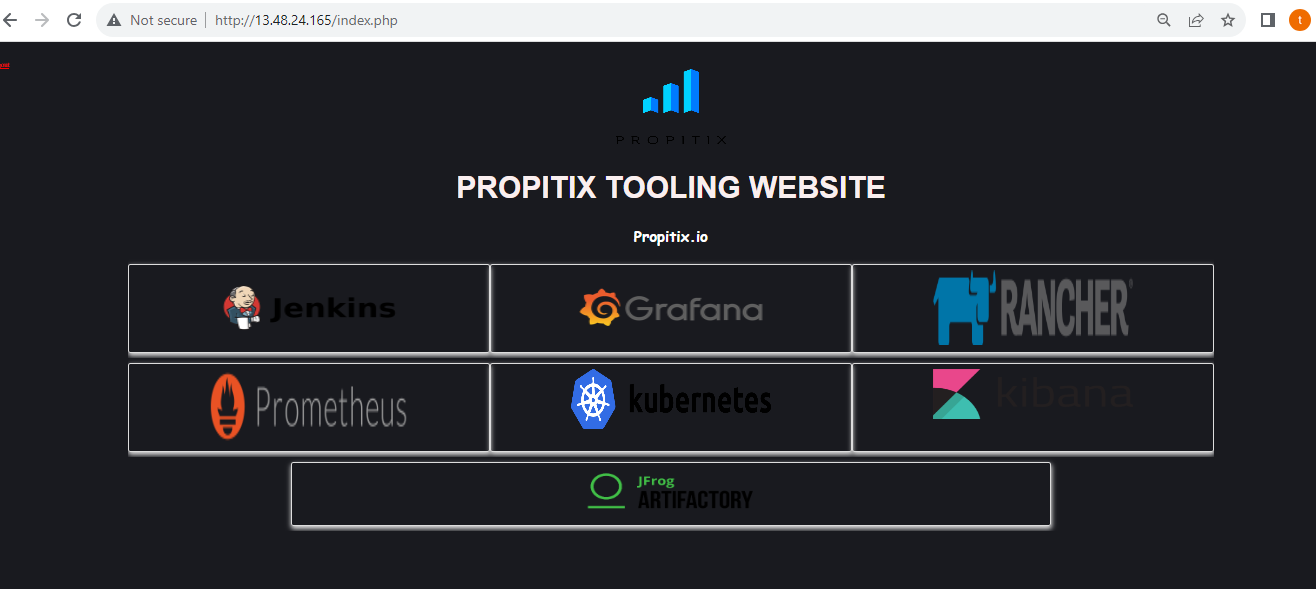 Not secure http://13.48.24.165/index.php t
PROPITIX
PROPITIX TOOLING WEBSITE
Propitix.io
Jenkins Grafana RANCHER®
Prometheus kubernetes kibana
JFrog
ARTIFACTORY